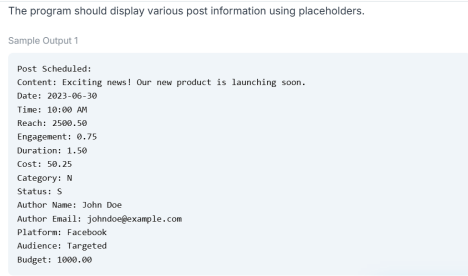 The program should display various post information using placeholders.
Sample Output 1
Post Scheduled:
Content: Exciting news! Our new product is launching soon.
Date: 2023-06-30
Time: 10:00 AM
Reach: 2500.50
Engagement: 0.75
Duration: 1.50
Cost: 50.25
Category: N
Status: S
Author Name: John Doe
Author Email: johndoe@example.com
Platform: Facebook
Audience: Targeted
Budget: 1000.00